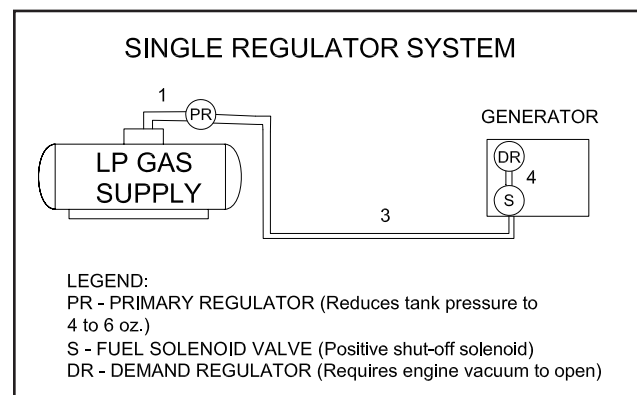 SINGLE REGULATOR SYSTEM
1
PR
GENERATOR
LP GAS
SUPPLY
DR
4
S
3
LEGEND:
PR - PRIMARY REGULATOR (Reduces tank pressure to
4 to 6 oz.)
S - FUEL SOLENOID VALVE (Positive shut-off solenoid)
DR - DEMAND REGULATOR (Requires engine vacuum to open)